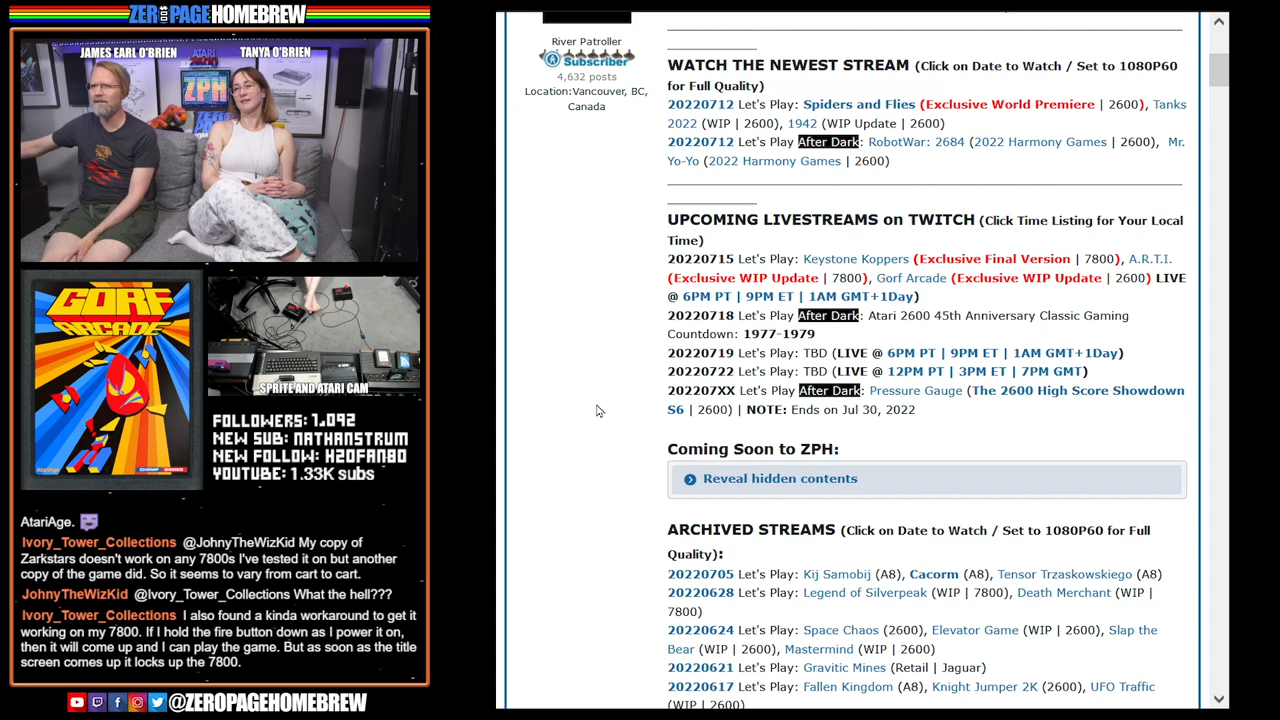 ZEROPAGE HOMEBREW
JAMES EARL O'BRIEN
TANYA O'BRIEN
ATARI
ZPH
GORF
ARCADE
AtariAge
CHAMP GAMES
SPRITE AND ATARI CAM
FOLLOWERS: 1,092
NEW SUB: NATHANSTRUM
NEW FOLLOW: H2OFAN80
YOUTUBE: 1.33K subs
AtariAge.
Ivory_Tower_Collections @JohnyTheWizKid My copy of
Zarkstars doesn't work on any 7800s I've tested it on but another
copy of the game did. So it seems to vary from cart to cart.
JohnyTheWizKid @Ivory_Tower_Collections What the hell???
Ivory_Tower_Collections I also found a kinda workaround to get it
working on my 7800. If I hold the fire button down as I power it on,
then it will come up and I can play the game. But as soon as the title
screen comes up it locks up the 7800.
@ZEROPAGEHOMEBREW
River Patroller
Subscriber
4,632 posts
Location:Vancouver, BC,
Canada
WATCH THE NEWEST STREAM (Click on Date to Watch / Set to 1080P60
for Full Quality)
20220712 Let's Play: Spiders and Flies (Exclusive World Premiere | 2600), Tanks
2022 (WIP | 2600), 1942 (WIP Update | 2600)
20220712 Let's Play After Dark: RobotWar: 2684 (2022 Harmony Games | 2600), Mr.
Yo-Yo (2022 Harmony Games | 2600)
UPCOMING LIVESTREAMS on TWITCH (Click Time Listing for Your Local
Time)
20220715 Let's Play: Keystone Koppers (Exclusive Final Version | 7800), A.R.T.I.
(Exclusive WIP Update | 7800), Gorf Arcade (Exclusive WIP Update | 2600) LIVE
@ 6PM PT | 9PM ET | 1AM GMT+1Day)
20220718 Let's Play After Dark: Atari 2600 45th Anniversary Classic Gaming
Countdown: 1977-1979
20220719 Let's Play: TBD (LIVE @ 6PM PT | 9PM ET | 1AM GMT+1Day)
20220722 Let's Play: TBD (LIVE @ 12PM PT | 3PM ET | 7PM GMT)
202207XX Let's Play After Dark: Pressure Gauge (The 2600 High Score Showdown
S6 | 2600) | NOTE: Ends on Jul 30, 2022
Coming Soon to ZPH:
Reveal hidden contents
ARCHIVED STREAMS (Click on Date to Watch / Set to 1080P60 for Full
Quality):
20220705 Let's Play: Kij Samobij (A8), Cacorm (A8), Tensor Trzaskowskiego (A8)
20220628 Let's Play: Legend of Silverpeak (WIP | 7800), Death Merchant (WIP |
7800)
20220624 Let's Play: Space Chaos (2600), Elevator Game (WIP | 2600), Slap the
Bear (WIP | 2600), Mastermind (WIP | 2600)
20220621 Let's Play: Gravitic Mines (Retail | Jaguar)
20220617 Let's Play: Fallen Kingdom (A8), Knight Jumper 2K (2600), UFO Traffic
(WIP | 2600)